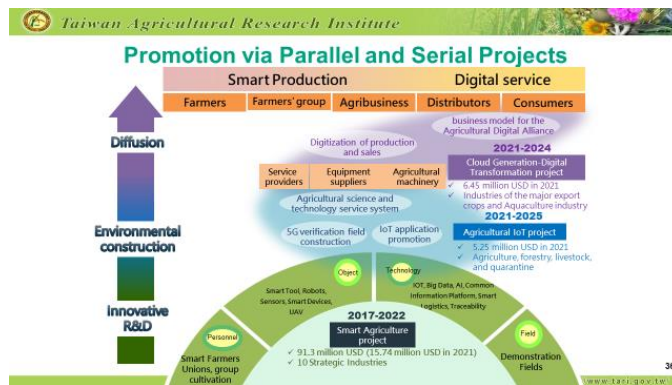 Taiwan Agricultural Research Institute
Promotion via Parallel and Serial Projects
Smart Production
Digital service
Farmers
Farmers' group
Agribusiness
Distributors
Consumers
business model for the
Agricultural Digital Alliance
Diffusion
Digitization of production
and sales
2021-2024
Cloud Generation-Digital
Transformation project
Service
providers
Equipment
suppliers
Agricultural
machinery
✓ 6.45 million USD in 2021
✓ Industries of the major export
crops and Aquaculture industry
Agricultural science and
technology service system
2021-2025
Environmental
construction
5G verification field
construction
IoT application
promotion
Agricultural IoT project
✓ 5.25 million USD in 2021
✓ Agriculture, forestry, livestock,
and quarantine
Object
Technology
Smart Tool, Robots,
Sensors, Smart Devices,
UAV
IOT, Big Data, AI, Common
Information Platform, Smart
Logistics, Traceability
Innovative
R&D
2017-2022
Smart Agriculture
project
Personnel
Field
✓ 91.3 million USD (15.74 million USD in 2021)
✓ 10 Strategic Industries
Smart Farmers
Unions, group
cultivation
Demonstration
Fields
www.tari.gov.tw